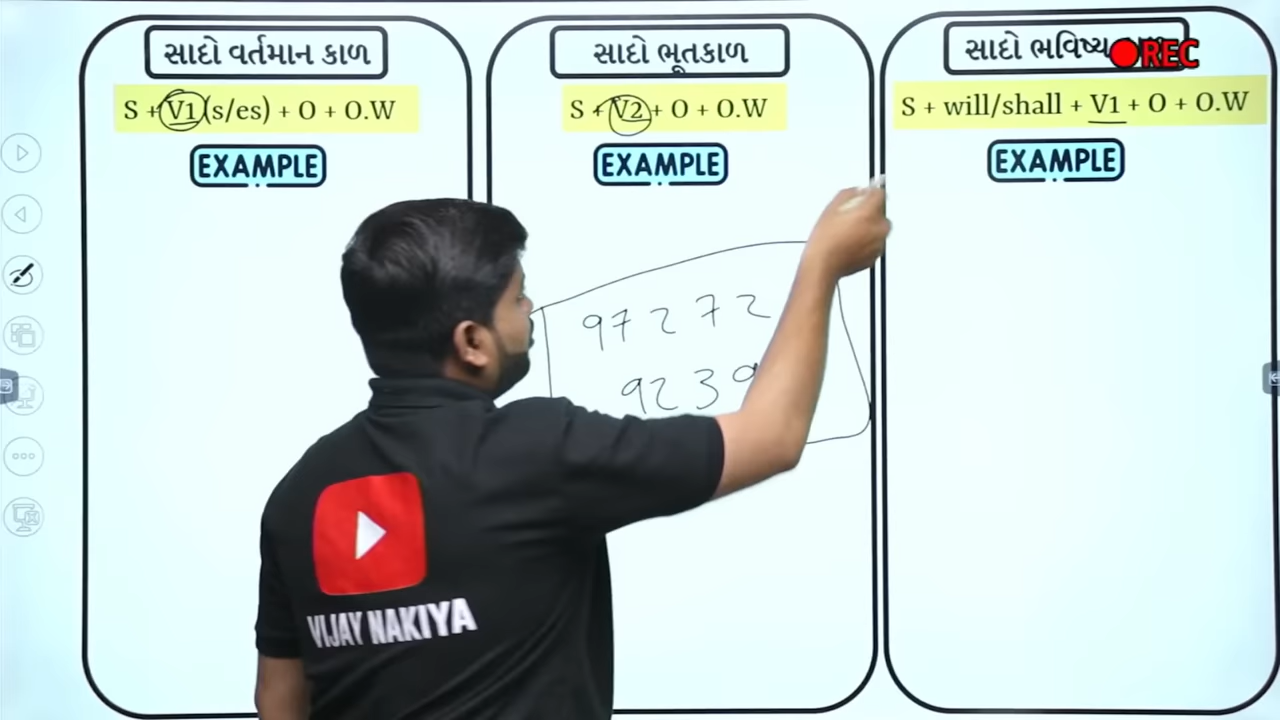 સાદો વર્તમાન કાળ
S + V1 (s/es) + O + O.W
EXAMPLE
સાદો ભૂતકાળ
S + V2 + O + O.W
EXAMPLE
97272
9239
સાદો ભવિષ્ય
REC
S + will/shall + V1 + O + O.W
EXAMPLE
VIJAY NAKIYA